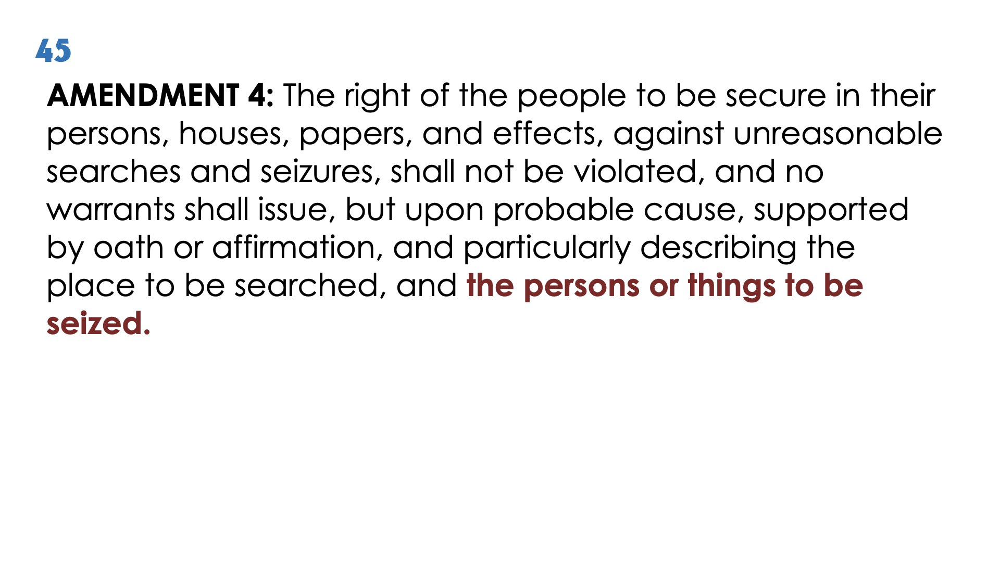 45
AMENDMENT 4: The right of the people to be secure in their
persons, houses, papers, and effects, against unreasonable
searches and seizures, shall not be violated, and no
warrants shall issue, but upon probable cause, supported
by oath or affirmation, and particularly describing the
place to be searched, and the persons or things to be
seized.